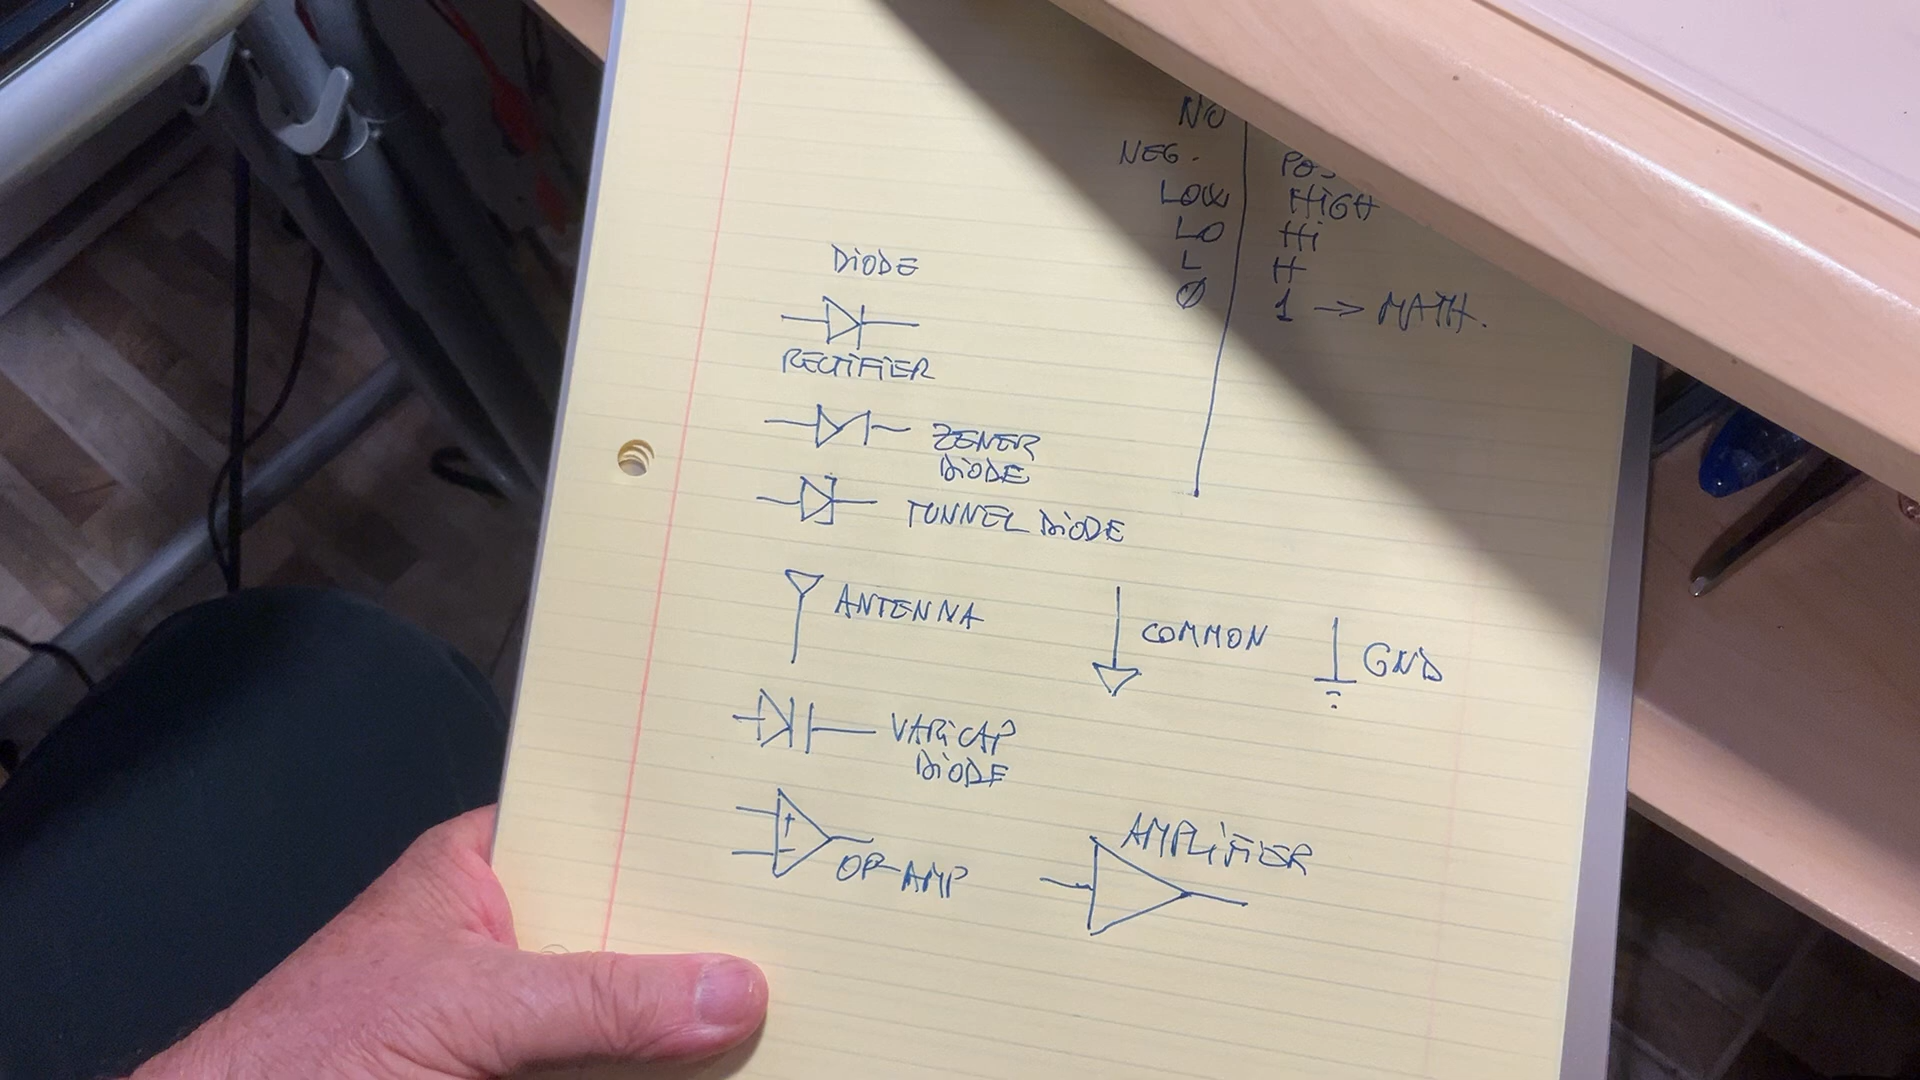 NO
NEG. POS
LOW HIGH
LO Hi
L H
Ø 1 → MATH.
DiODE
RECTiFiER
ZENER
DiODE
TUNNEL DiODE
ANTENNA
COMMON
GND
VARiCAP
DiODE
+
-
OP-AMP
AMPLiFiER